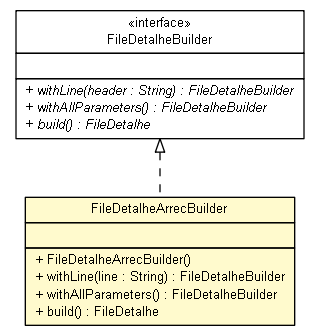 «interface»
FileDetalheBuilder
+ withLine(header : String) : FileDetalheBuilder
+ withAllParameters() : FileDetalheBuilder
+ build() : FileDetalhe
FileDetalheArrecBuilder
+ FileDetalheArrecBuilder()
+ withLine(line : String) : FileDetalheBuilder
+ withAllParameters() : FileDetalheBuilder
+ build() : FileDetalhe